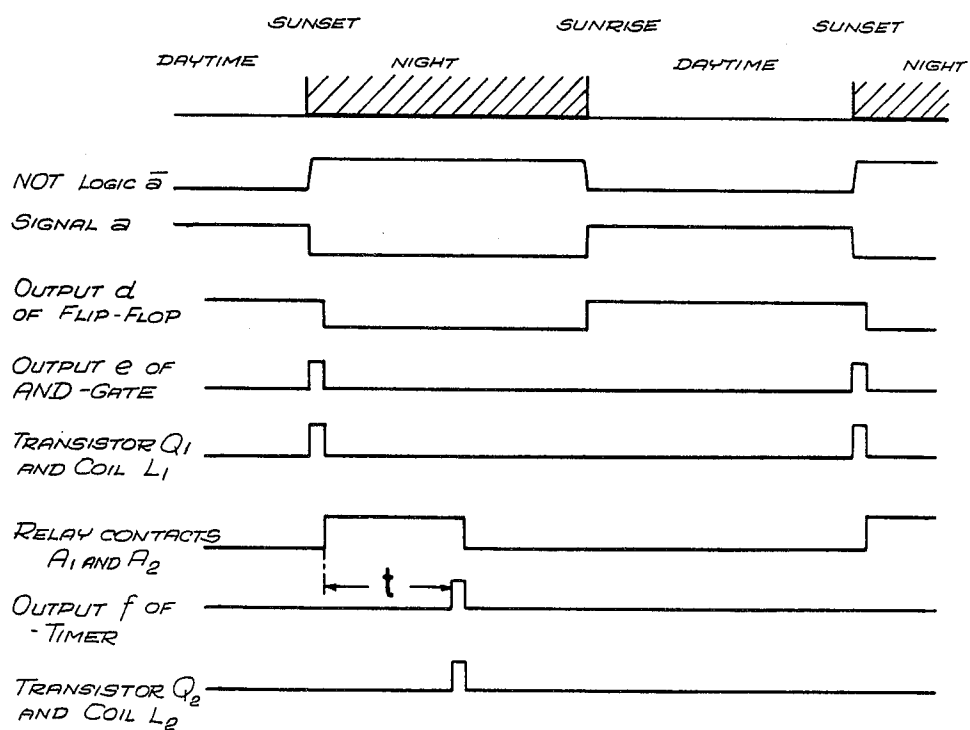 SUNSET SUNRISE SUNSET
DAYTIME NIGHT DAYTIME NIGHT
NOT LOGIC ā
SIGNAL a
OUTPUT d
OF FLIP-FLOP
OUTPUT e OF
AND-GATE
TRANSISTOR Q1
AND COIL L1
RELAY CONTACTS
A1 AND A2
t
OUTPUT f OF
-TIMER
TRANSISTOR Q2
AND COIL L2